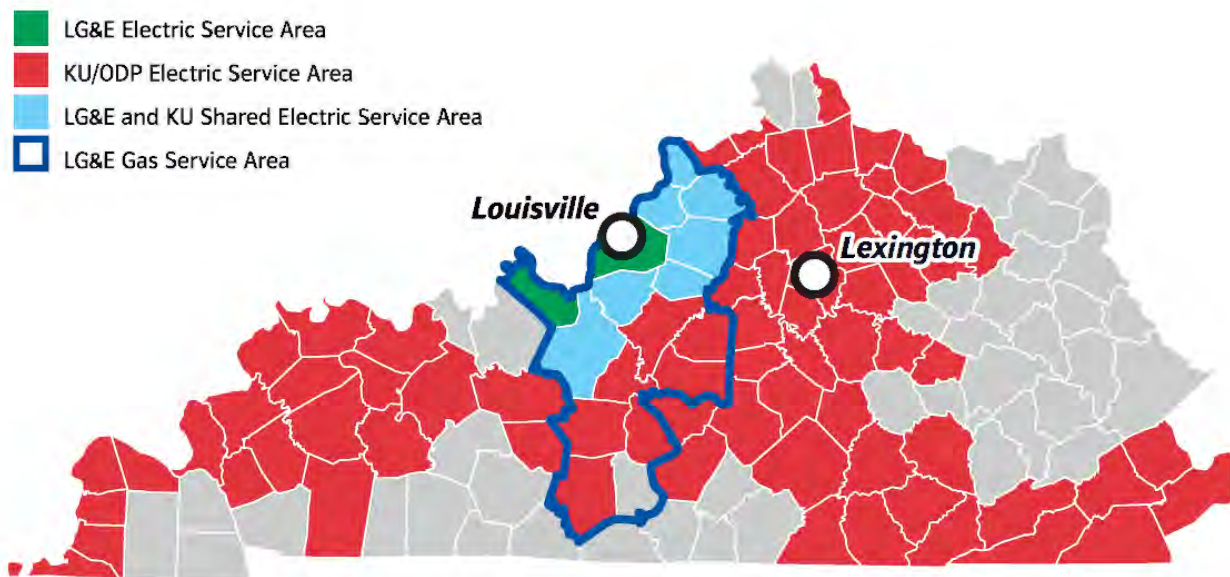 LG&E Electric Service Area
KU/ODP Electric Service Area
LG&E and KU Shared Electric Service Area
LG&E Gas Service Area
Louisville
Lexington